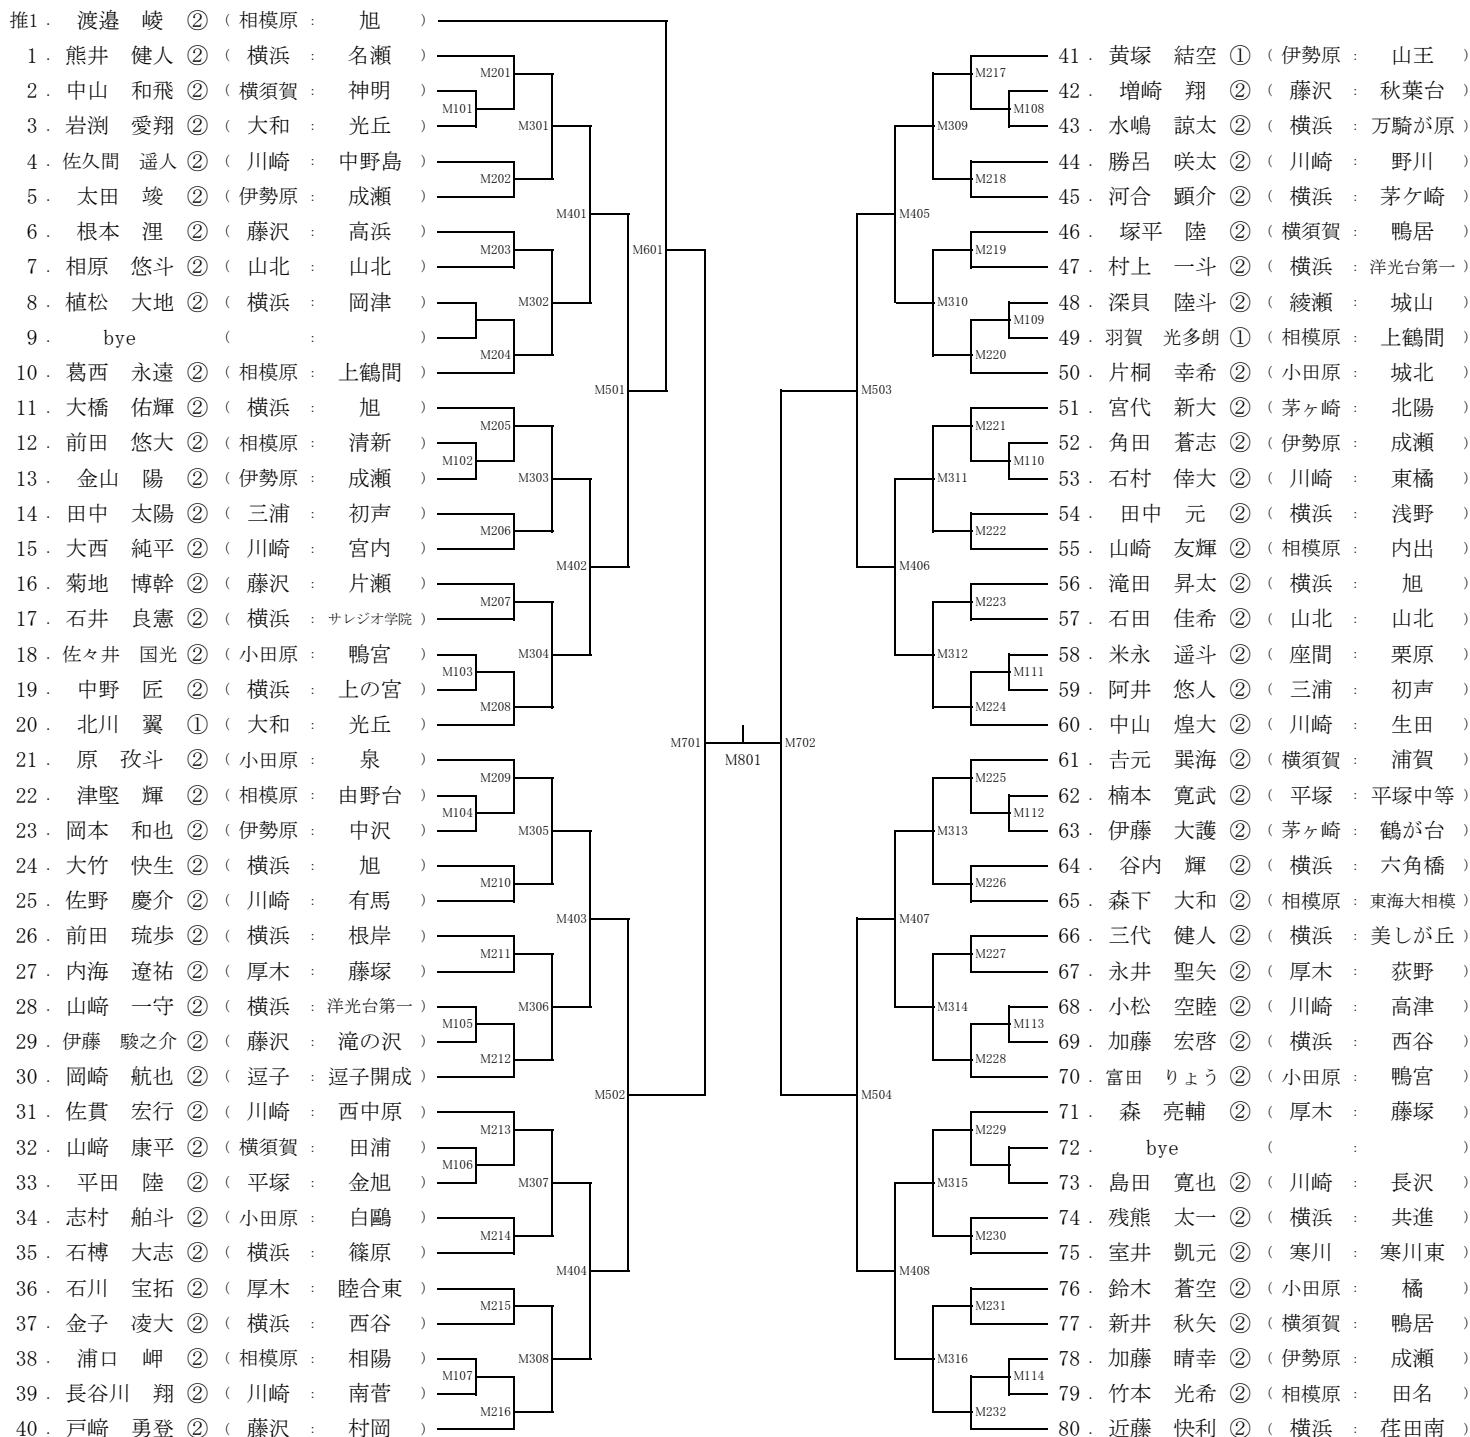 推1 . 渡邉 崚 ② ( 相模原 : 旭 )
1 . 熊井 健人 ② ( 横浜 : 名瀬 )
2 . 中山 和飛 ② ( 横須賀 : 神明 )
3 . 岩渕 愛翔 ② ( 大和 : 光丘 )
4 . 佐久間 遥人 ② ( 川崎 : 中野島 )
5 . 太田 竣 ② ( 伊勢原 : 成瀬 )
6 . 根本 浬 ② ( 藤沢 : 高浜 )
7 . 相原 悠斗 ② ( 山北 : 山北 )
8 . 植松 大地 ② ( 横浜 : 岡津 )
9 . bye ( : )
10 . 葛西 永遠 ② ( 相模原 : 上鶴間 )
11 . 大橋 佑輝 ② ( 横浜 : 旭 )
12 . 前田 悠大 ② ( 相模原 : 清新 )
13 . 金山 陽 ② ( 伊勢原 : 成瀬 )
14 . 田中 太陽 ② ( 三浦 : 初声 )
15 . 大西 純平 ② ( 川崎 : 宮内 )
16 . 菊地 博幹 ② ( 藤沢 : 片瀬 )
17 . 石井 良憲 ② ( 横浜 : サレジオ学院 )
18 . 佐々井 国光 ② ( 小田原 : 鴨宮 )
19 . 中野 匠 ② ( 横浜 : 上の宮 )
20 . 北川 翼 ① ( 大和 : 光丘 )
21 . 原 孜斗 ② ( 小田原 : 泉 )
22 . 津堅 輝 ② ( 相模原 : 由野台 )
23 . 岡本 和也 ② ( 伊勢原 : 中沢 )
24 . 大竹 快生 ② ( 横浜 : 旭 )
25 . 佐野 慶介 ② ( 川崎 : 有馬 )
26 . 前田 琉歩 ② ( 横浜 : 根岸 )
27 . 内海 遼祐 ② ( 厚木 : 藤塚 )
28 . 山﨑 一守 ② ( 横浜 : 洋光台第一 )
29 . 伊藤 駿之介 ② ( 藤沢 : 滝の沢 )
30 . 岡崎 航也 ② ( 逗子 : 逗子開成 )
31 . 佐貫 宏行 ② ( 川崎 : 西中原 )
32 . 山﨑 康平 ② ( 横須賀 : 田浦 )
33 . 平田 陸 ② ( 平塚 : 金旭 )
34 . 志村 舶斗 ② ( 小田原 : 白鷗 )
35 . 石榑 大志 ② ( 横浜 : 篠原 )
36 . 石川 宝拓 ② ( 厚木 : 睦合東 )
37 . 金子 凌大 ② ( 横浜 : 西谷 )
38 . 浦口 岬 ② ( 相模原 : 相陽 )
39 . 長谷川 翔 ② ( 川崎 : 南菅 )
40 . 戸﨑 勇登 ② ( 藤沢 : 村岡 )
M101
M102
M103
M104
M105
M106
M107
M201
M202
M203
M204
M205
M206
M207
M208
M209
M210
M211
M212
M213
M214
M215
M216
M301
M302
M303
M304
M305
M306
M307
M308
M401
M402
M403
M404
M501
M502
M601
M701
M801
M702
M503
M504
M405
M406
M407
M408
M309
M310
M311
M312
M313
M314
M315
M316
M217
M218
M219
M220
M221
M222
M223
M224
M225
M226
M227
M228
M229
M230
M231
M232
M108
M109
M110
M111
M112
M113
M114
41 . 黄塚 結空 ① ( 伊勢原 : 山王 )
42 . 増崎 翔 ② ( 藤沢 : 秋葉台 )
43 . 水嶋 諒太 ② ( 横浜 : 万騎が原 )
44 . 勝呂 咲太 ② ( 川崎 : 野川 )
45 . 河合 顕介 ② ( 横浜 : 茅ケ崎 )
46 . 塚平 陸 ② ( 横須賀 : 鴨居 )
47 . 村上 一斗 ② ( 横浜 : 洋光台第一 )
48 . 深貝 陸斗 ② ( 綾瀬 : 城山 )
49 . 羽賀 光多朗 ① ( 相模原 : 上鶴間 )
50 . 片桐 幸希 ② ( 小田原 : 城北 )
51 . 宮代 新大 ② ( 茅ヶ崎 : 北陽 )
52 . 角田 蒼志 ② ( 伊勢原 : 成瀬 )
53 . 石村 倖大 ② ( 川崎 : 東橘 )
54 . 田中 元 ② ( 横浜 : 浅野 )
55 . 山崎 友輝 ② ( 相模原 : 内出 )
56 . 滝田 昇太 ② ( 横浜 : 旭 )
57 . 石田 佳希 ② ( 山北 : 山北 )
58 . 米永 遥斗 ② ( 座間 : 栗原 )
59 . 阿井 悠人 ② ( 三浦 : 初声 )
60 . 中山 煌大 ② ( 川崎 : 生田 )
61 . 𠮷元 巽海 ② ( 横須賀 : 浦賀 )
62 . 楠本 寛武 ② ( 平塚 : 平塚中等 )
63 . 伊藤 大護 ② ( 茅ヶ崎 : 鶴が台 )
64 . 谷内 輝 ② ( 横浜 : 六角橋 )
65 . 森下 大和 ② ( 相模原 : 東海大相模 )
66 . 三代 健人 ② ( 横浜 : 美しが丘 )
67 . 永井 聖矢 ② ( 厚木 : 荻野 )
68 . 小松 空睦 ② ( 川崎 : 高津 )
69 . 加藤 宏啓 ② ( 横浜 : 西谷 )
70 . 富田 りょう ② ( 小田原 : 鴨宮 )
71 . 森 亮輔 ② ( 厚木 : 藤塚 )
72 . bye ( : )
73 . 島田 寛也 ② ( 川崎 : 長沢 )
74 . 残熊 太一 ② ( 横浜 : 共進 )
75 . 室井 凱元 ② ( 寒川 : 寒川東 )
76 . 鈴木 蒼空 ② ( 小田原 : 橘 )
77 . 新井 秋矢 ② ( 横須賀 : 鴨居 )
78 . 加藤 晴幸 ② ( 伊勢原 : 成瀬 )
79 . 竹本 光希 ② ( 相模原 : 田名 )
80 . 近藤 快利 ② ( 横浜 : 荏田南 )